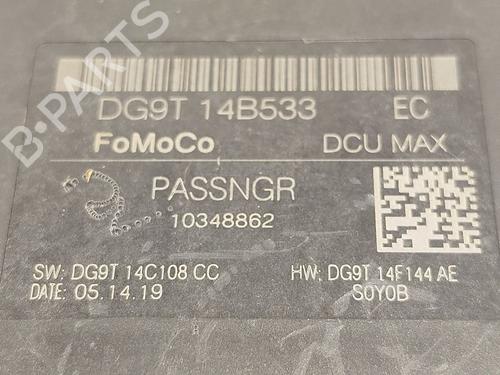 DG9T 14B533 EC
FoMoCo DCU MAX
PASSNGR
10348862
SW: DG9T 14C108 CC HW: DG9T 14F144 AE
DATE: 05.14.19 S0Y0B
B-PARTS